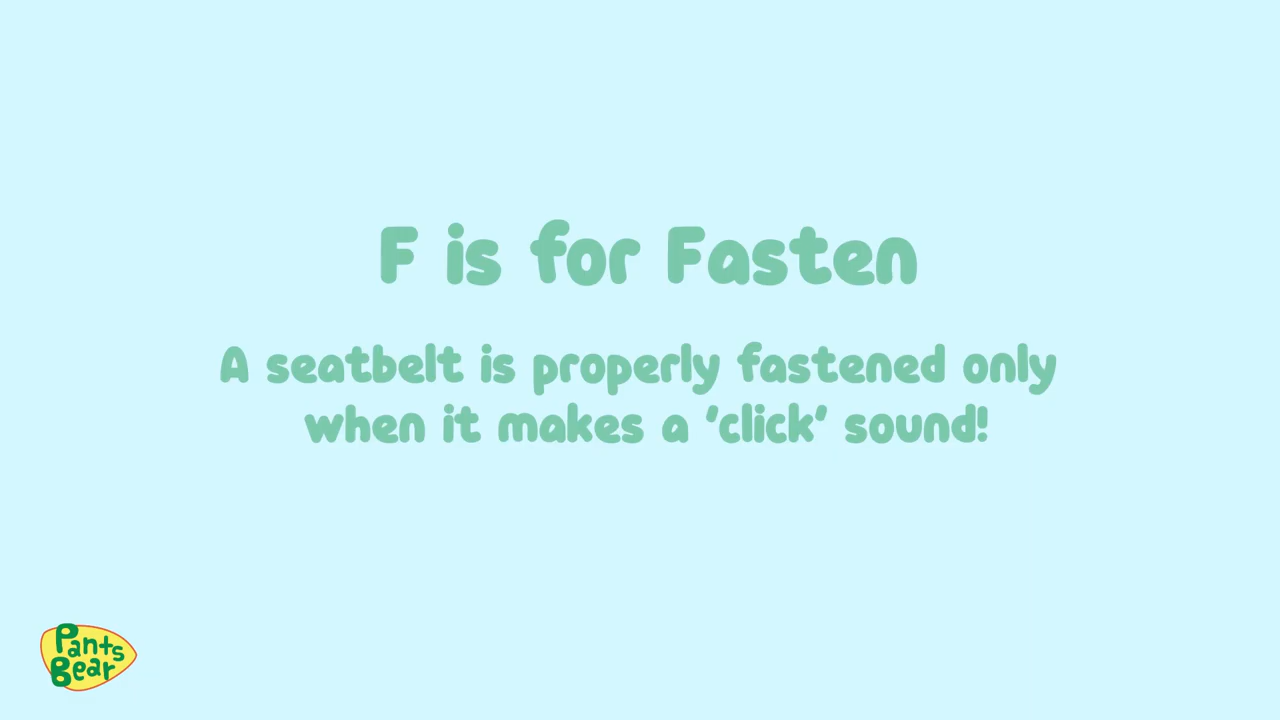 F is for Fasten
A seatbelt is properly fastened only
when it makes a 'click' sound!
Pants
Bear